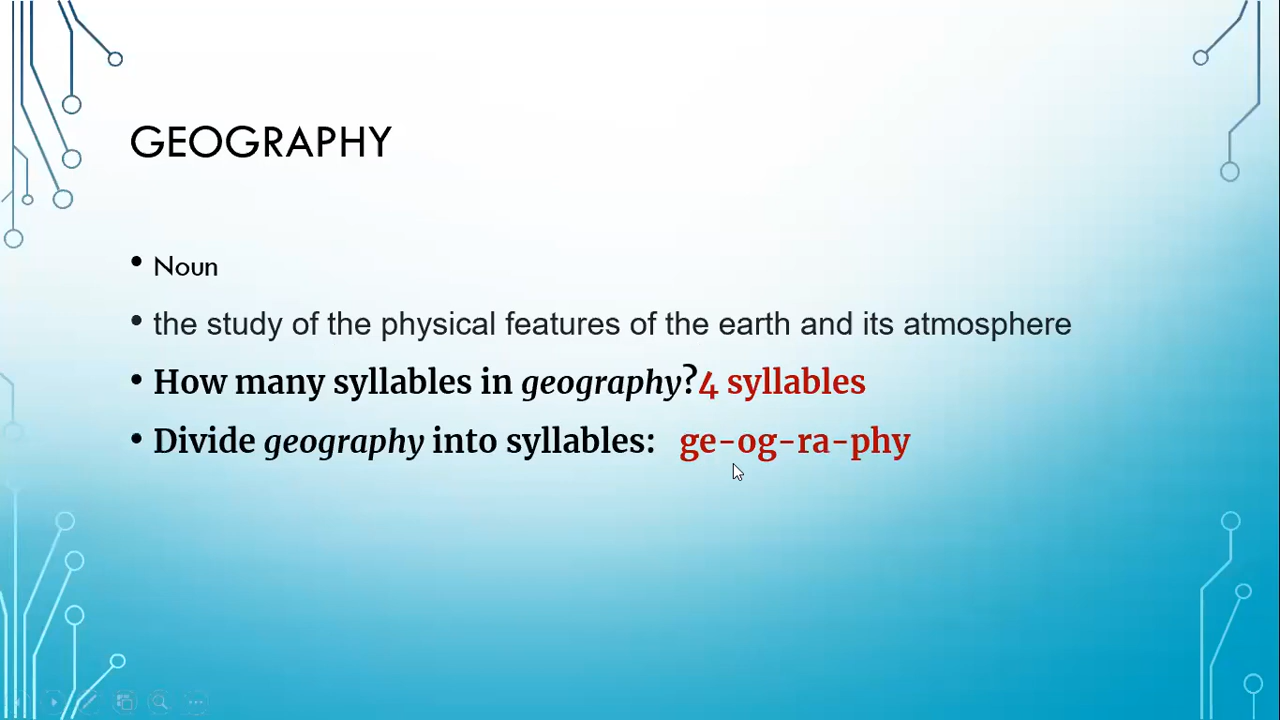 GEOGRAPHY
• Noun
• the study of the physical features of the earth and its atmosphere
• How many syllables in geography?4 syllables
• Divide geography into syllables: ge-og-ra-phy